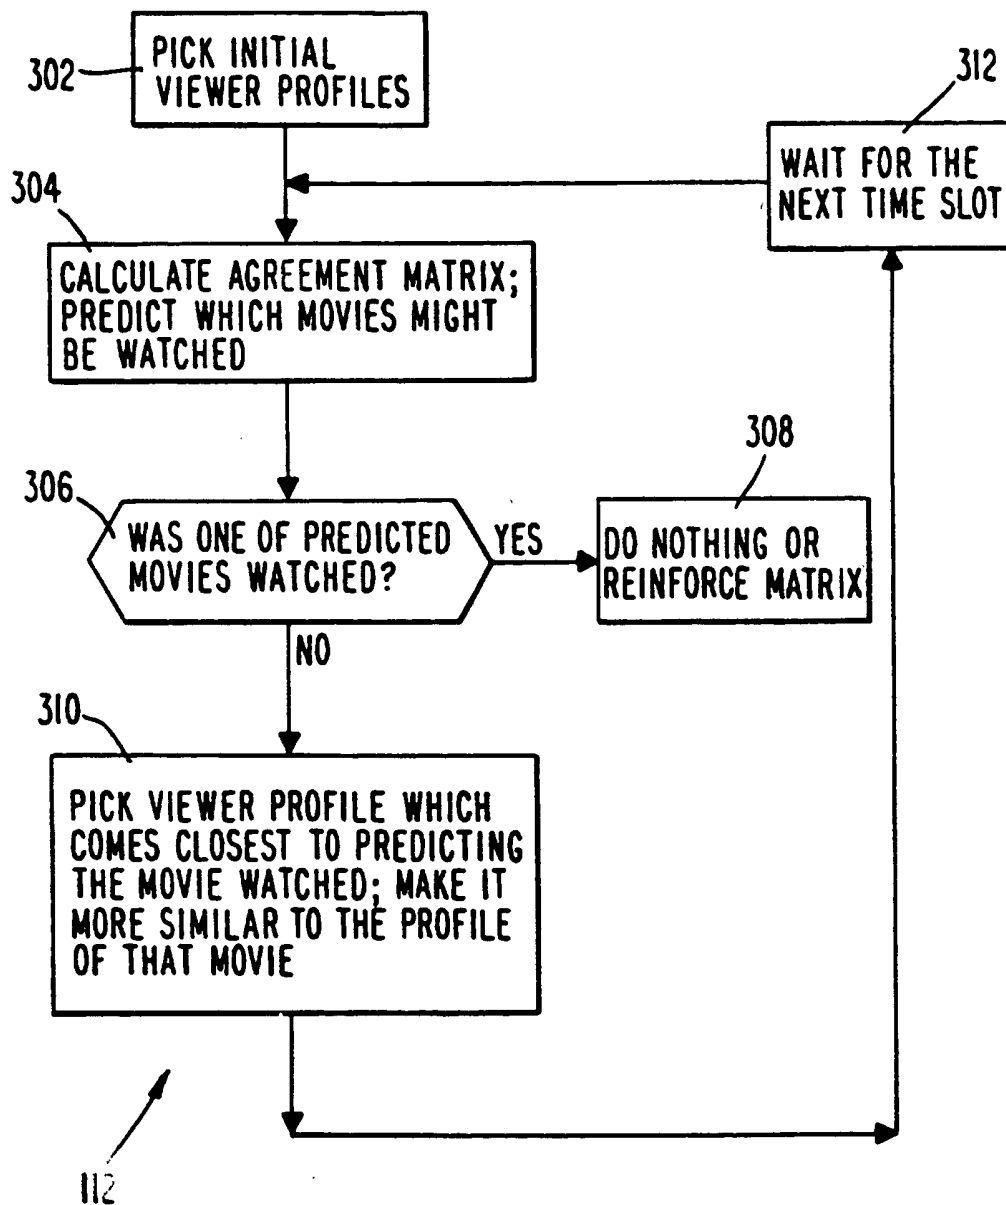 302
PICK INITIAL
VIEWER PROFILES
312
WAIT FOR THE
NEXT TIME SLOT
304
CALCULATE AGREEMENT MATRIX;
PREDICT WHICH MOVIES MIGHT
BE WATCHED
306
WAS ONE OF PREDICTED
MOVIES WATCHED?
YES
308
DO NOTHING OR
REINFORCE MATRIX
NO
310
PICK VIEWER PROFILE WHICH
COMES CLOSEST TO PREDICTING
THE MOVIE WATCHED; MAKE IT
MORE SIMILAR TO THE PROFILE
OF THAT MOVIE
112